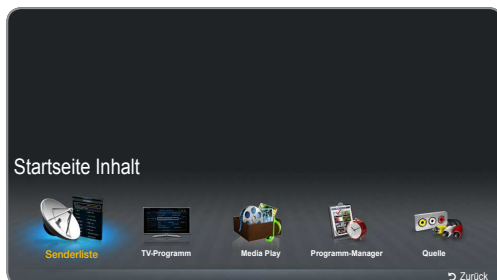 Startseite Inhalt
Senderliste TV-Programm Media Play Programm-Manager Quelle
Zurück